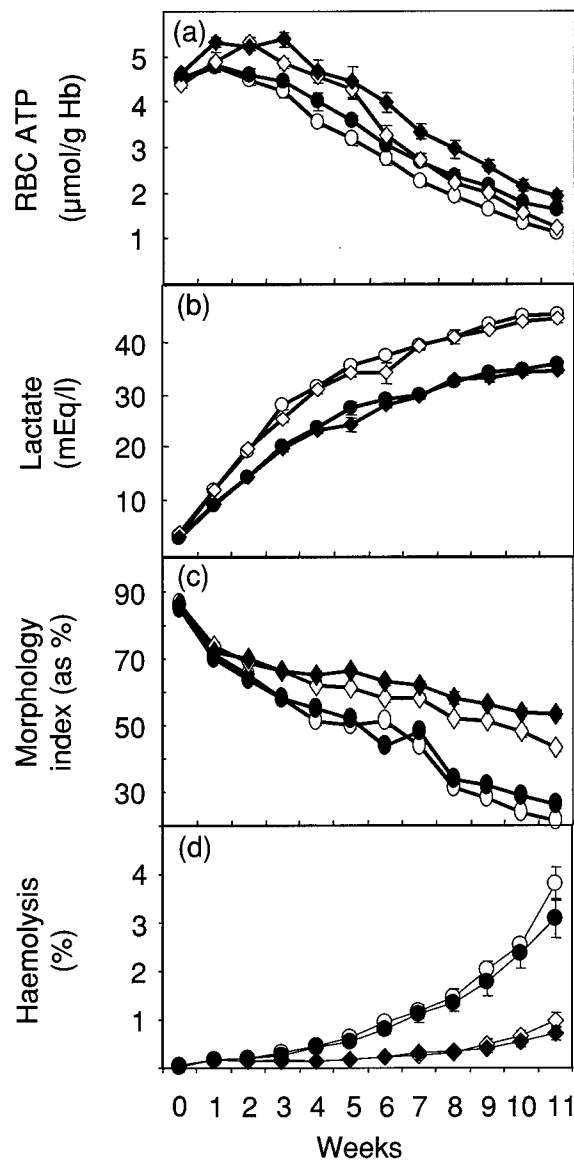 (a)
RBC ATP
(µmol/g Hb)
5
4
3
2
1
(b)
Lactate
(mEq/l)
40
30
20
10
(c)
Morphology
index (as %)
90
70
50
30
(d)
Haemolysis
(%)
4
3
2
1
0 1 2 3 4 5 6 7 8 9 10 11
Weeks